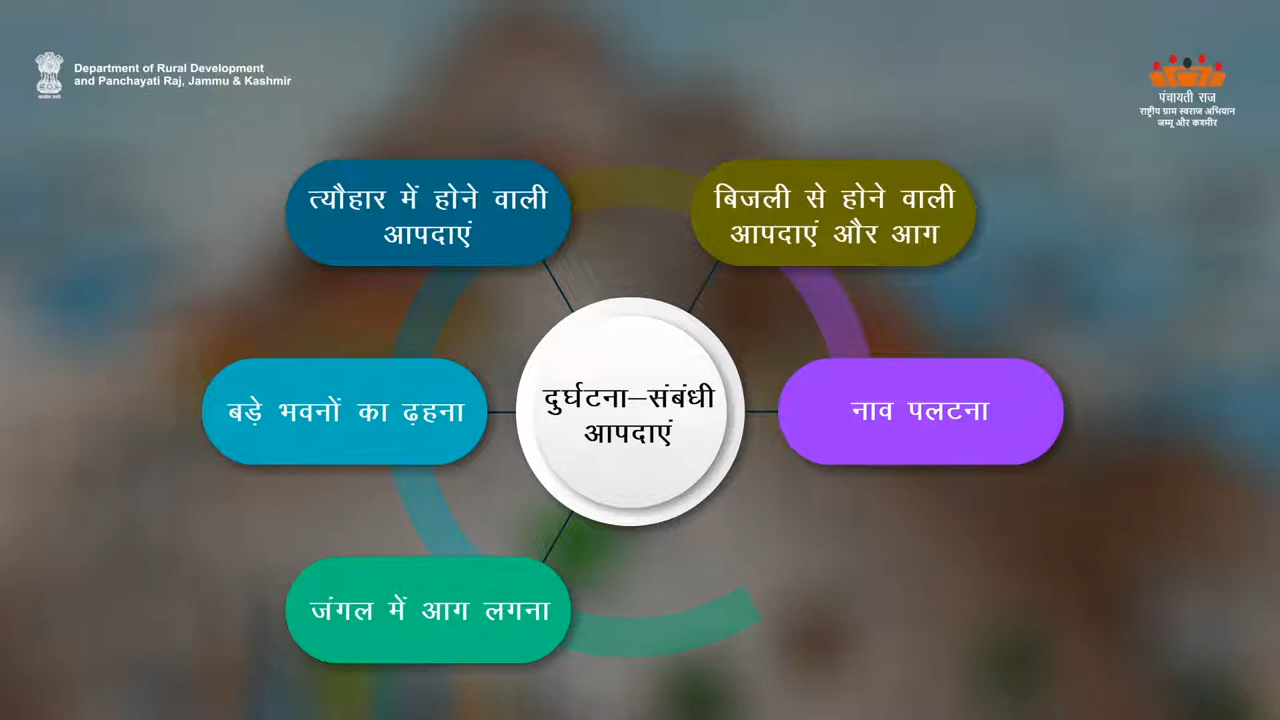 Department of Rural Development
and Panchayati Raj, Jammu & Kashmir
पंचायती राज
राष्ट्रीय ग्राम स्वराज अभियान
जम्मू और कश्मीर
त्यौहार में होने वाली
आपदाएं
बिजली से होने वाली
आपदाएं और आग
बड़े भवनों का ढ़हना
दुर्घटना–संबंधी
आपदाएं
नाव पलटना
जंगल में आग लगना